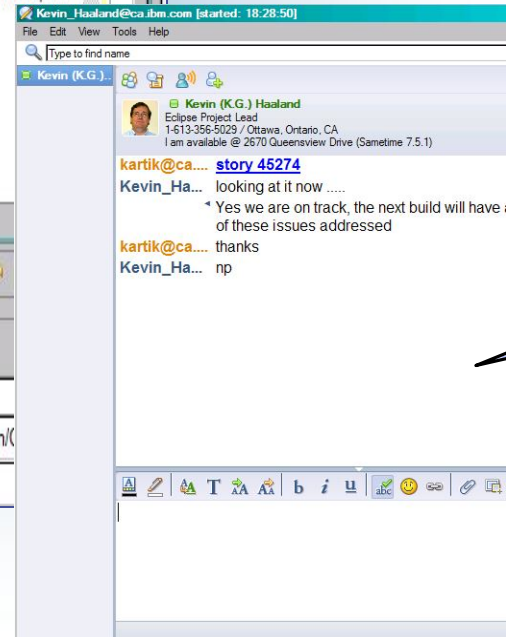 Kevin_Haaland@ca.ibm.com [started: 18:28:50]
File Edit View Tools Help
Type to find name
Kevin (K.G.)..
Kevin (K.G.) Haaland
Eclipse Project Lead
1-613-356-5029 / Ottawa, Ontario, CA
I am available @ 2670 Queensview Drive (Sametime 7.5.1)
kartik@ca.... story 45274
Kevin_Ha... looking at it now .....
Yes we are on track, the next build will have a
of these issues addressed
kartik@ca.... thanks
Kevin_Ha... np
A A A T A A A A b i u abc